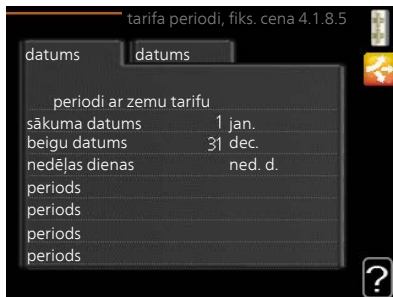 tarifa periodi, fiks. cena 4.1.8.5
datums datums
periodi ar zemu tarifu
sākuma datums 1 jan.
beigu datums 31 dec.
nedēļas dienas ned. d.
periods
periods
periods
periods
?